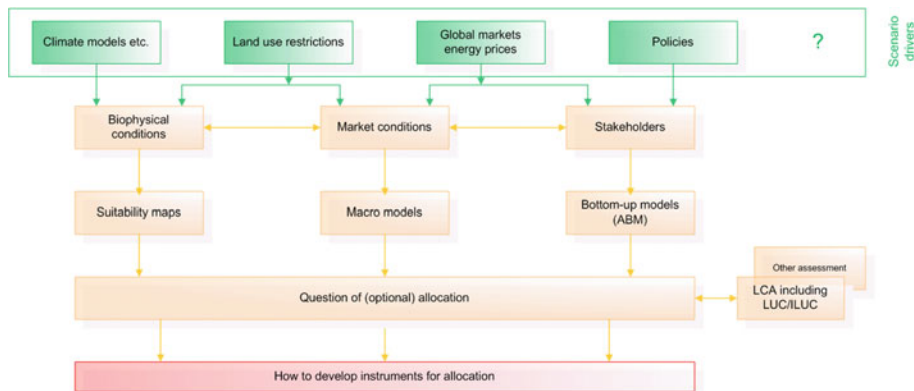 Climate models etc.
Land use restrictions
Global markets
energy prices
Policies
?
Scenario
drivers
Biophysical
conditions
Market conditions
Stakeholders
Suitability maps
Macro models
Bottom-up models
(ABM)
Other assessment
Question of (optional) allocation
LCA including
LUC/ILUC
How to develop instruments for allocation